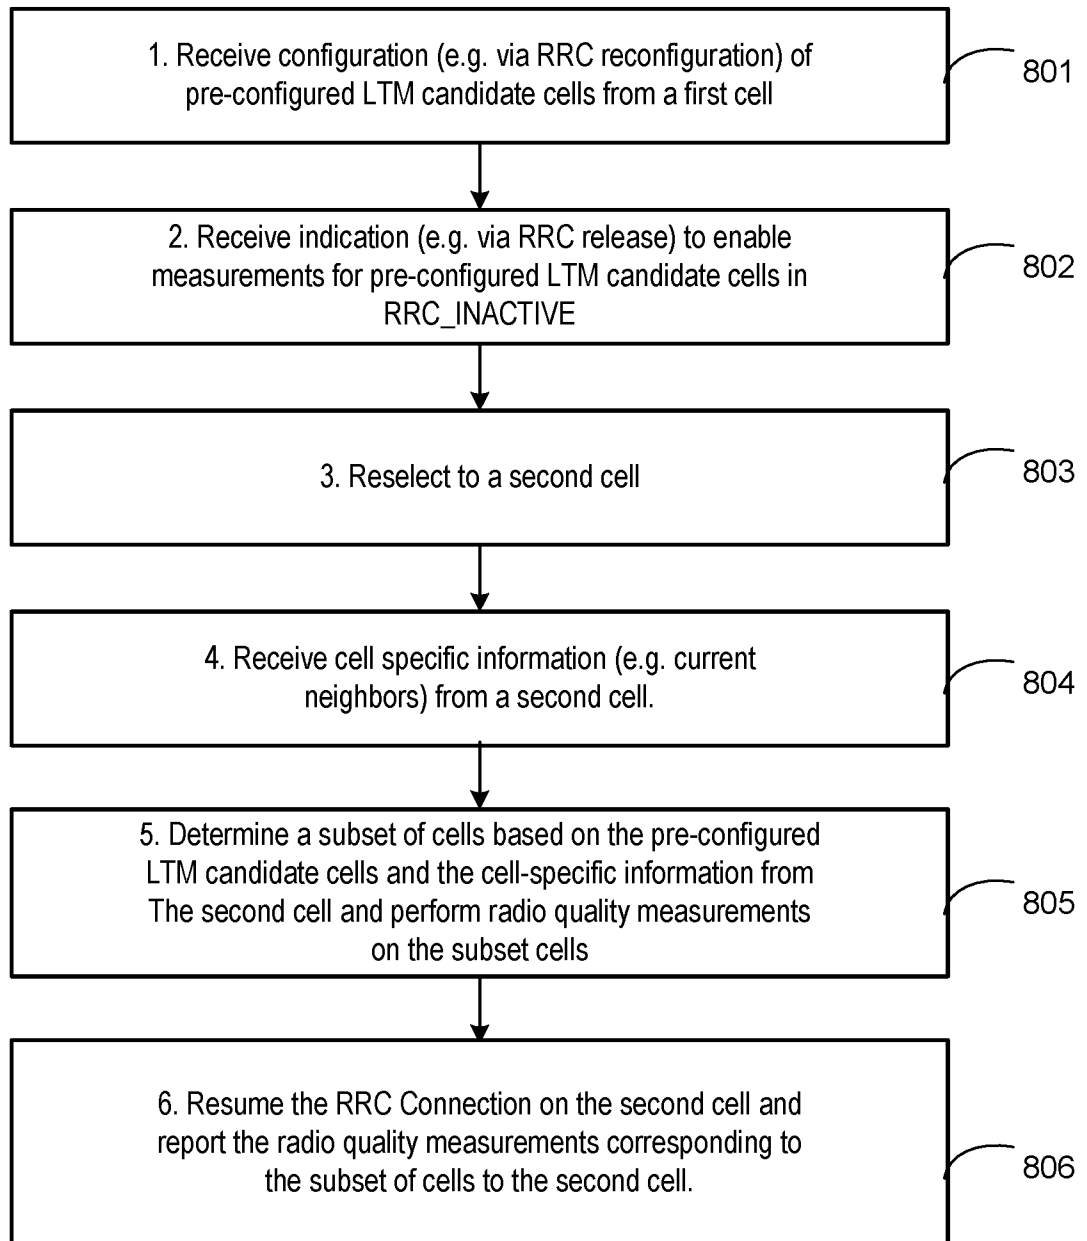 1. Receive configuration (e.g. via RRC reconfiguration) of
pre-configured LTM candidate cells from a first cell
801
2. Receive indication (e.g. via RRC release) to enable
measurements for pre-configured LTM candidate cells in
RRC_INACTIVE
802
3. Reselect to a second cell
803
4. Receive cell specific information (e.g. current
neighbors) from a second cell.
804
5. Determine a subset of cells based on the pre-configured
LTM candidate cells and the cell-specific information from
The second cell and perform radio quality measurements
on the subset cells
805
6. Resume the RRC Connection on the second cell and
report the radio quality measurements corresponding to
the subset of cells to the second cell.
806